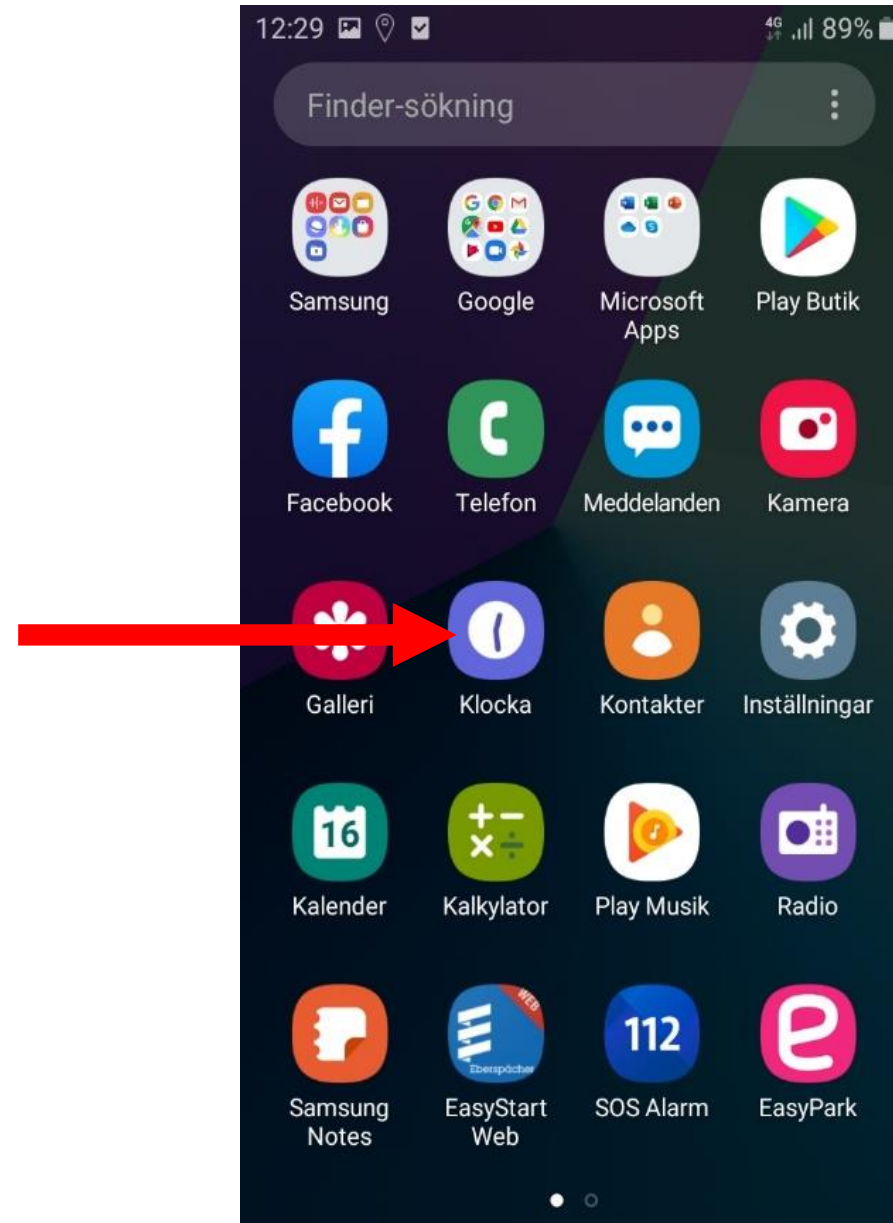 12:29
4G
89%
Finder-sökning
Samsung
Google
Microsoft
Apps
Play Butik
Facebook
Telefon
Meddelanden
Kamera
Galleri
Klocka
Kontakter
Inställningar
16
Kalender
Kalkylator
Play Musik
Radio
WEB
Eberspächer
112
e
Samsung
Notes
EasyStart
Web
SOS Alarm
EasyPark